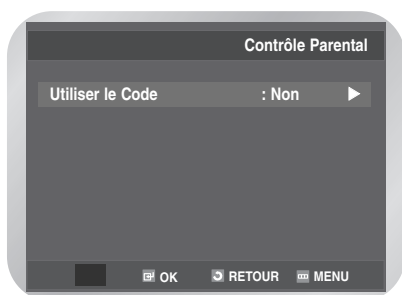 Contrôle Parental
Utiliser le Code : Non ►
OK RETOUR MENU